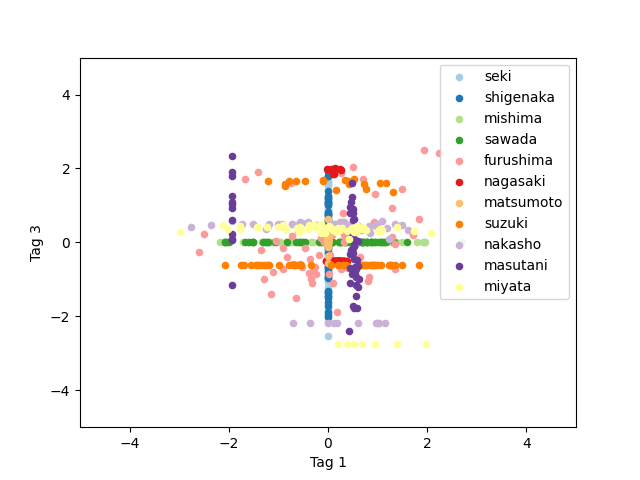 4
2
0
−2
−4
Tag 3
−4
−2
0
2
4
Tag 1
seki
shigenaka
mishima
sawada
furushima
nagasaki
matsumoto
suzuki
nakasho
masutani
miyata